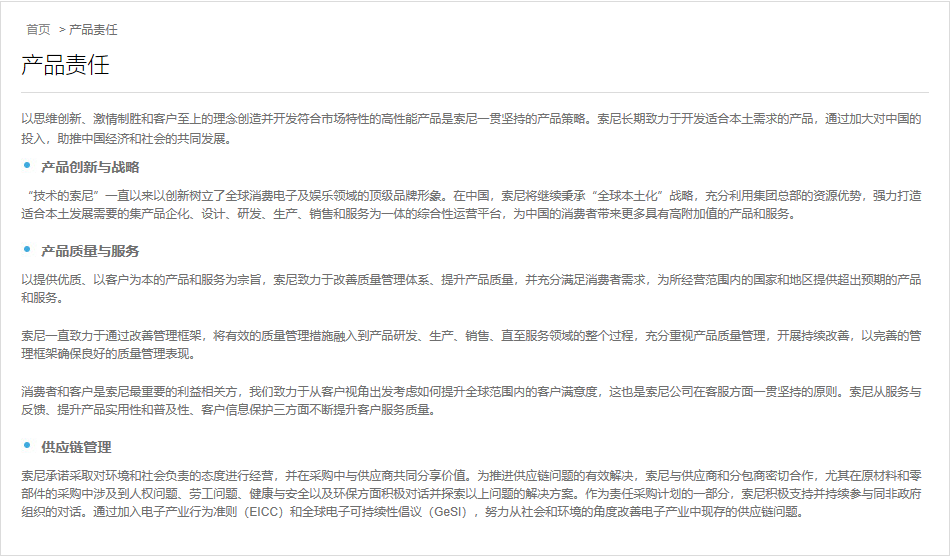 首页 > 产品责任
产品责任
以思维创新、激情制胜和客户至上的理念创造并开发符合市场特性的高性能产品是索尼一贯坚持的产品策略。索尼长期致力于开发适合本土需求的产品，通过加大对中国的
投入，助推中国经济和社会的共同发展。
产品创新与战略
“技术的索尼”一直以来以创新树立了全球消费电子及娱乐领域的顶级品牌形象。在中国，索尼将继续秉承“全球本土化”战略，充分利用集团总部的资源优势，强力打造
适合本土发展需要的集产品企化、设计、研发、生产、销售和服务为一体的综合性运营平台，为中国的消费者带来更多具有高附加值的产品和服务。
产品质量与服务
以提供优质、以客户为本的产品和服务为宗旨，索尼致力于改善质量管理体系、提升产品质量，并充分满足消费者需求，为所经营范围内的国家和地区提供超出预期的产品
和服务。
索尼一直致力于通过改善管理框架，将有效的质量管理措施融入到产品研发、生产、销售、直至服务领域的整个过程，充分重视产品质量管理，开展持续改善，以完善的管
理框架确保良好的质量管理表现。
消费者和客户是索尼最重要的利益相关方，我们致力于从客户视角出发考虑如何提升全球范围内的客户满意度，这也是索尼公司在客服方面一贯坚持的原则。索尼从服务与
反馈、提升产品实用性和普及性、客户信息保护三方面不断提升客户服务质量。
供应链管理
索尼承诺采取对环境和社会负责的态度进行经营，并在采购中与供应商共同分享价值。为推进供应链问题的有效解决，索尼与供应商和分包商密切合作，尤其在原材料和零
部件的采购中涉及到人权问题、劳工问题、健康与安全以及环保方面积极对话并探索以上问题的解决方案。作为责任采购计划的一部分，索尼积极支持并持续参与同非政府
组织的对话。通过加入电子产业行为准则（EICC）和全球电子可持续性倡议（GeSI），努力从社会和环境的角度改善电子产业中现存的供应链问题。